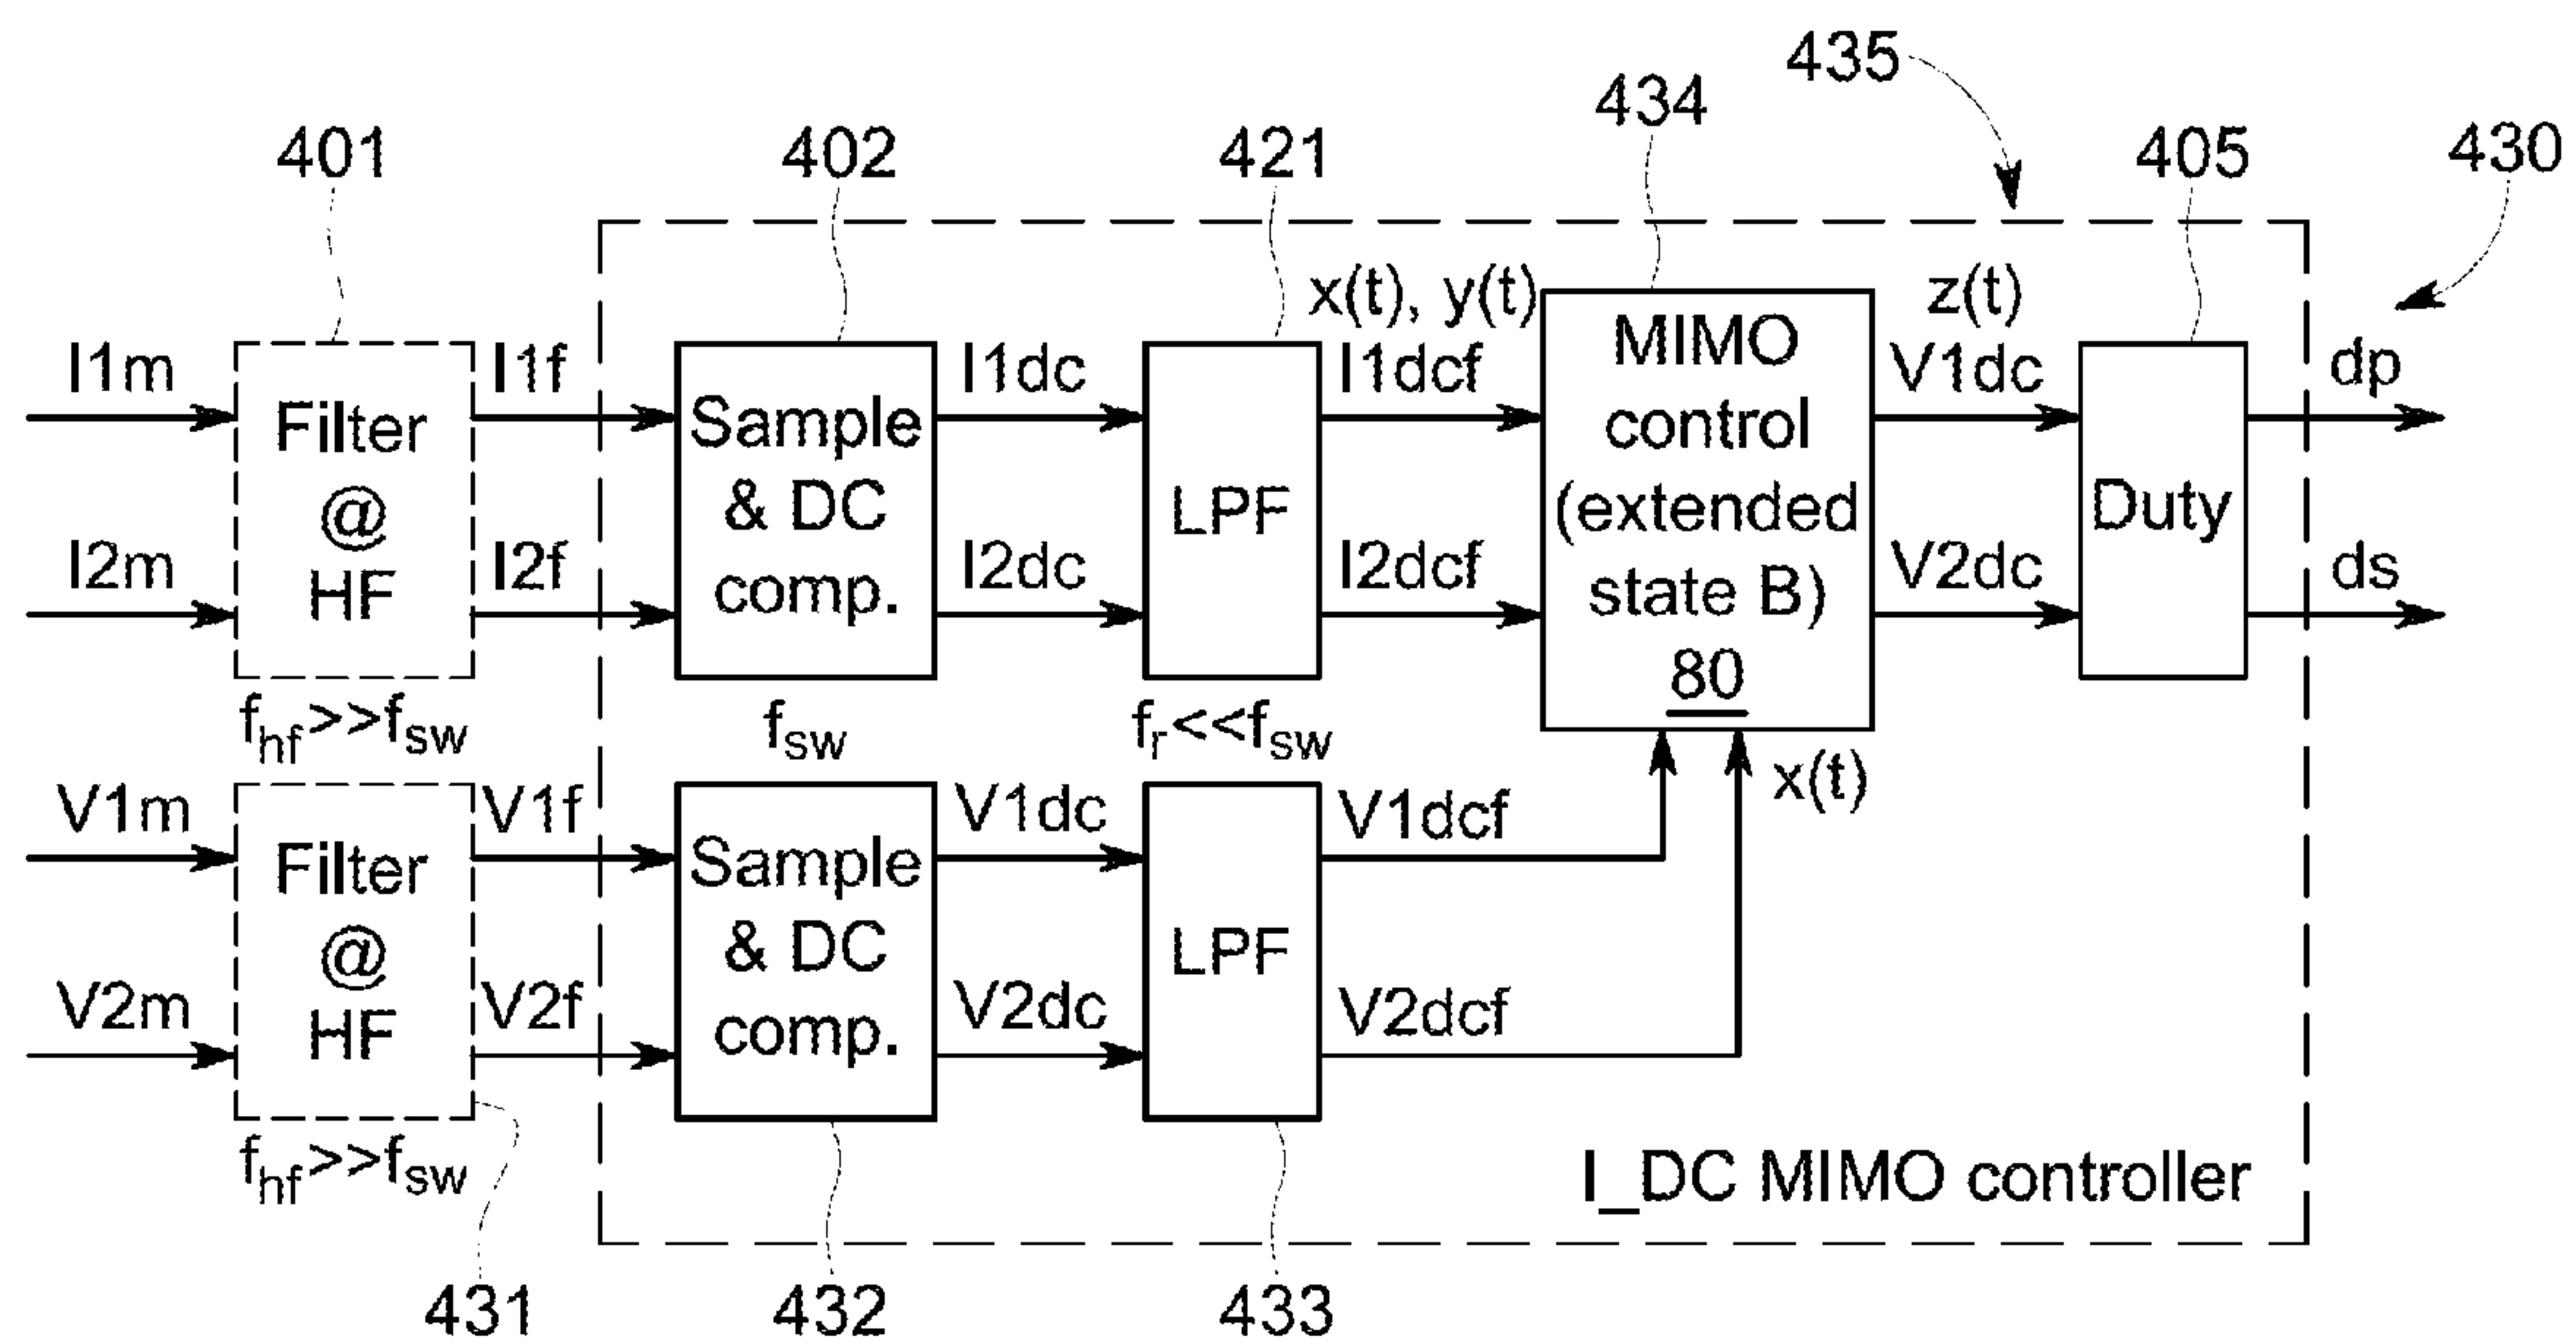 435
434
401
402
421
405
430
x(t), y(t)
z(t)
I1m
I1f
I1dc
I1dcf
V1dc
dp
Filter
@
HF
Sample
& DC
comp.
LPF
MIMO
control
(extended
state B)
80
Duty
I2m
I2f
I2dc
I2dcf
V2dc
ds
fhf>>fsw
fsw
fr<<fsw
x(t)
V1m
V1f
V1dc
V1dcf
Filter
@
HF
Sample
& DC
comp.
LPF
V2m
V2f
V2dc
V2dcf
fhf>>fsw
I_DC MIMO controller
431
432
433